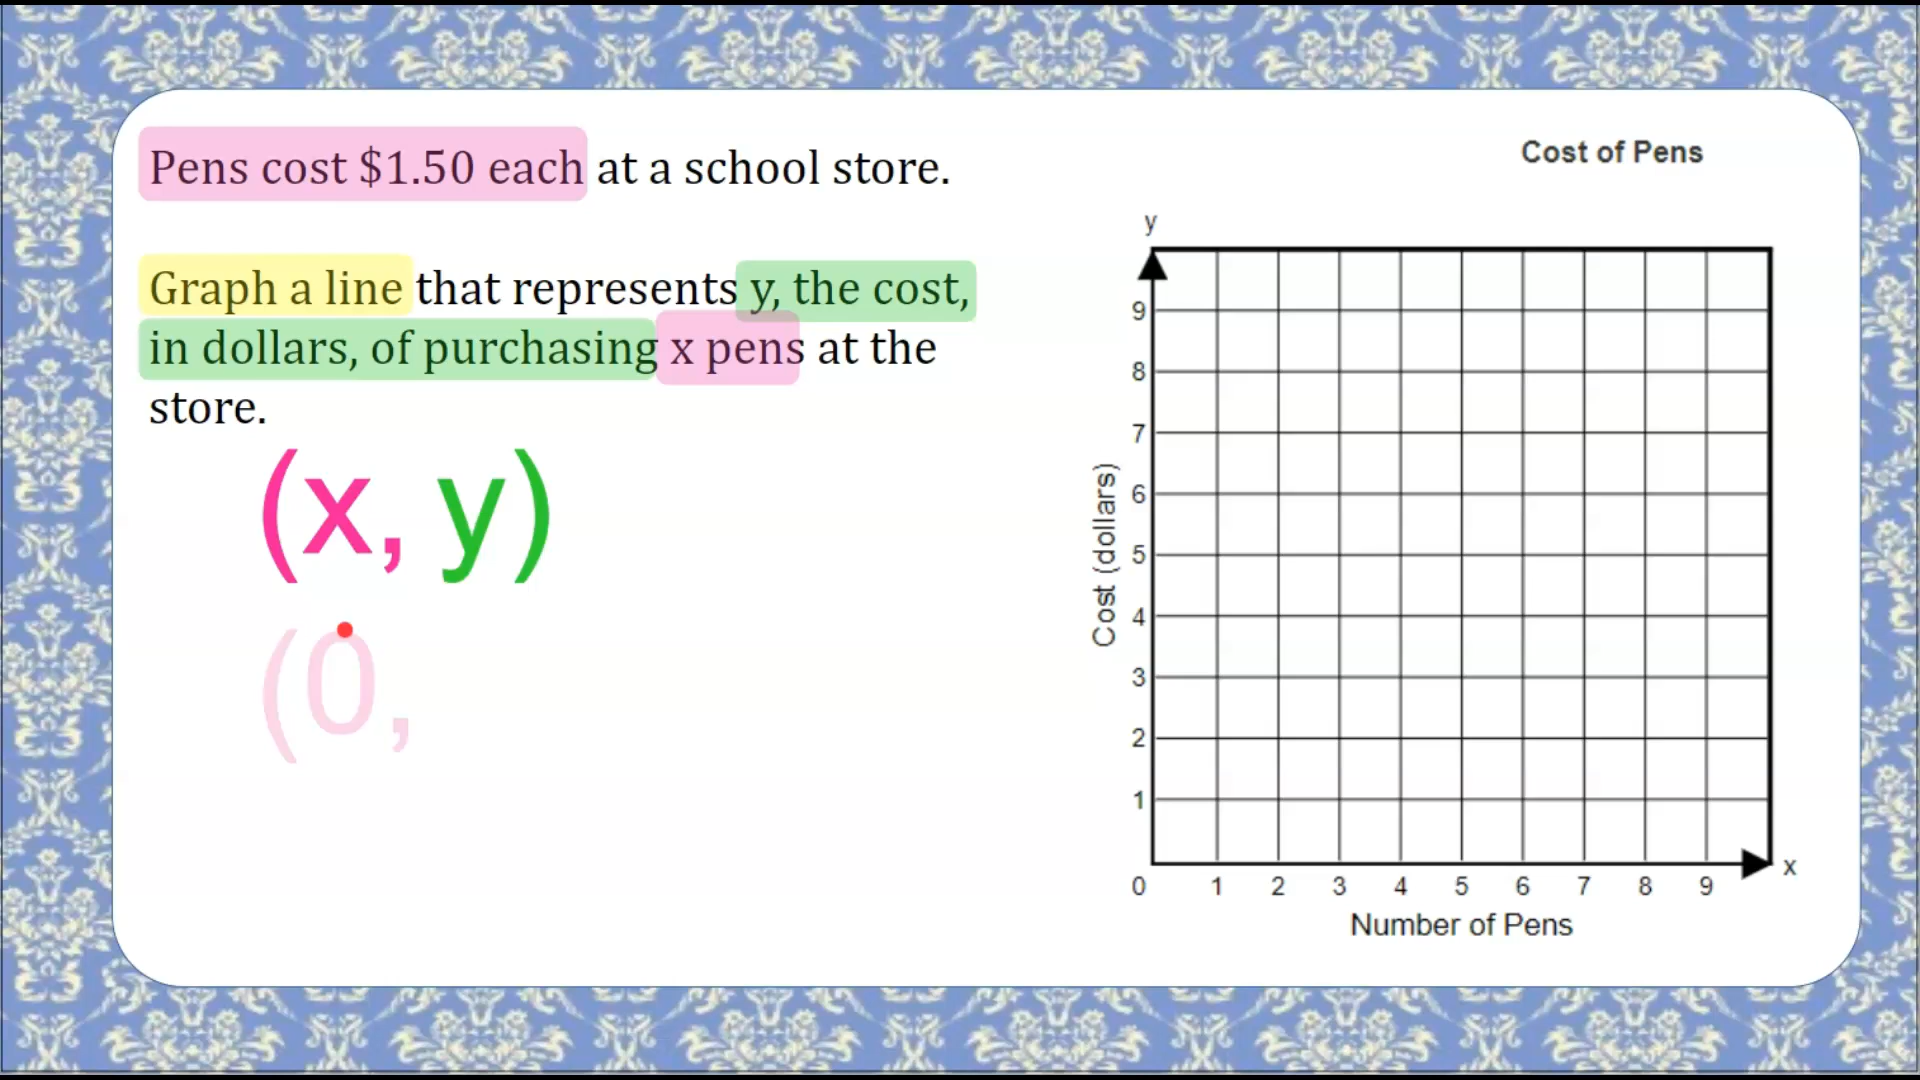 Pens cost $1.50 each at a school store.
Graph a line that represents y, the cost,
in dollars, of purchasing x pens at the
store.
(x, y)
(0,
Cost of Pens
y
9
8
7
6
5
4
3
2
1
Cost (dollars)
0 1 2 3 4 5 6 7 8 9
x
Number of Pens